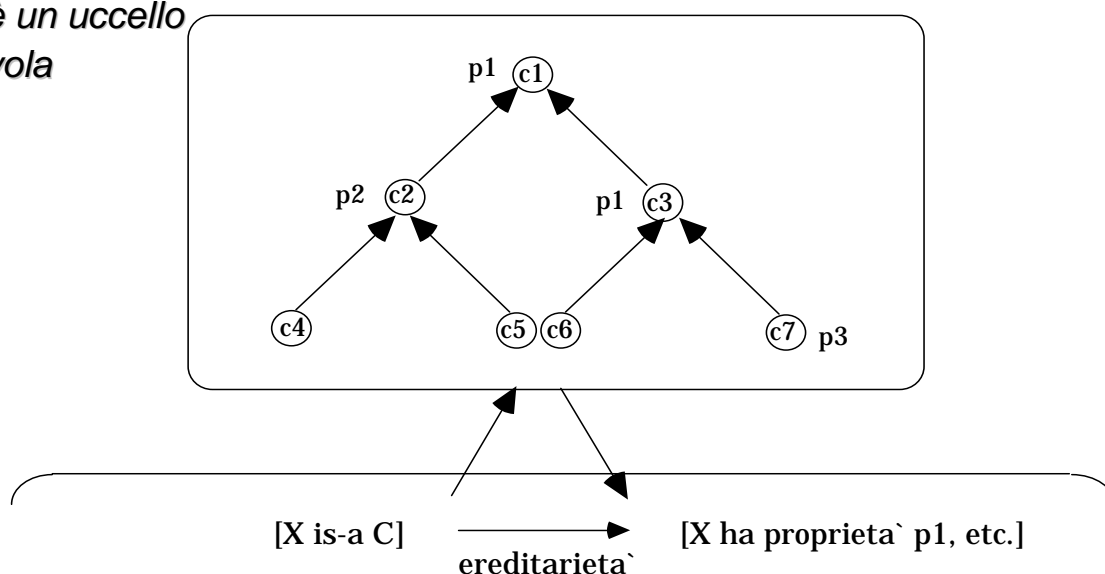 è un uccello
vola
p1 c1
p2 c2 p1 c3
c4 c5 c6 c7 p3
[X is-a C] [X ha proprieta` p1, etc.]
ereditarieta`